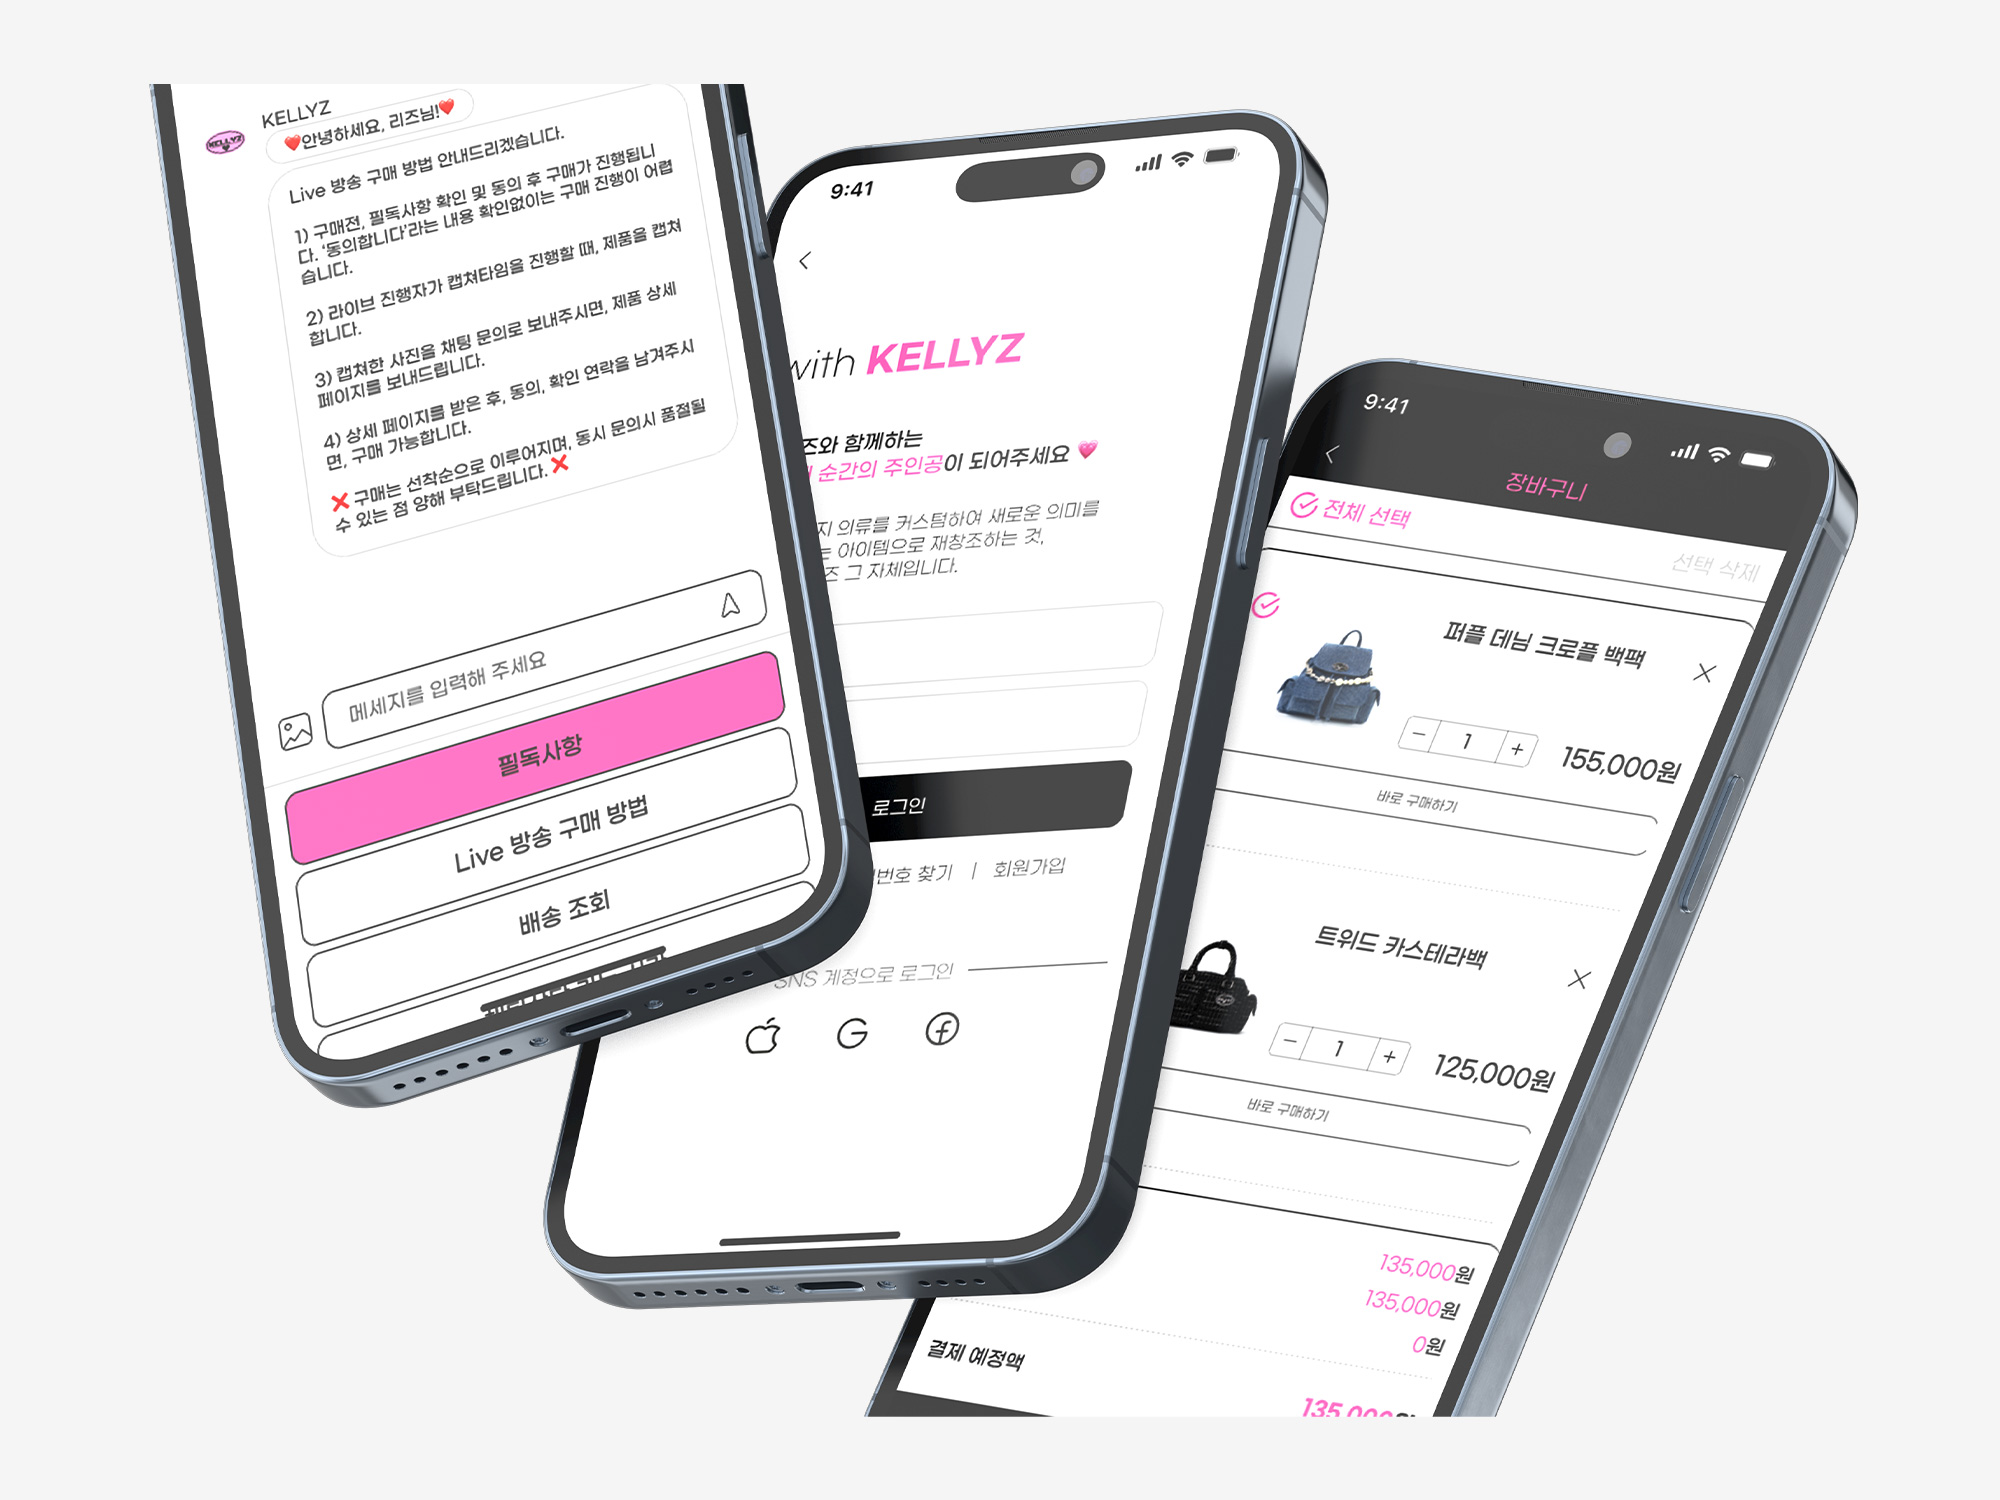 KELLYZ
KELLYZ
❤️안녕하세요, 리즈님!❤️
Live 방송 구매 방법 안내드리겠습니다.
1) 구매전, 필독사항 확인 및 동의 후 구매가 진행됩니
다. '동의합니다'라는 내용 확인없이는 구매 진행이 어렵
습니다.
2) 라이브 진행자가 캡쳐타임을 진행할 때, 제품을 캡쳐
합니다.
3) 캡쳐한 사진을 채팅 문의로 보내주시면, 제품 상세
페이지를 보내드립니다.
4) 상세 페이지를 받은 후, 동의, 확인 연락을 남겨주시
면, 구매 가능합니다.
❌구매는 선착순으로 이루어지며, 동시 문의시 품절될
수 있는 점 양해 부탁드립니다.❌
메세지를 입력해 주세요
필독사항
Live 방송 구매 방법
배송 조회
9:41
with KELLYZ
즈와 함께하는
순간의 주인공이 되어주세요 💗
지 의류를 커스텀하여 새로운 의미를
는 아이템으로 재창조하는 것,
즈 그 자체입니다.
로그인
번호 찾기 | 회원가입
SNS 계정으로 로그인
9:41
장바구니
전체 선택
선택 삭제
퍼플 데님 크로플 백팩
1
155,000원
바로 구매하기
트위드 카스테라백
1
125,000원
바로 구매하기
135,000원
135,000원
0원
결제 예정액
135,000원